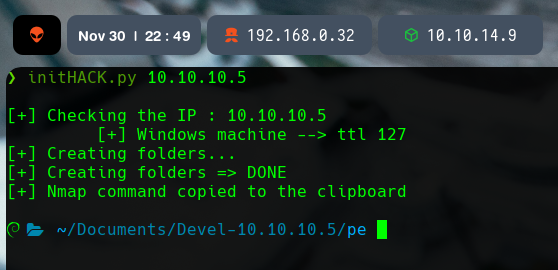 Nov 30 | 22 : 49
192.168.0.32
10.10.14.9
❯ initHACK.py 10.10.10.5
[+] Checking the IP : 10.10.10.5
[+] Windows machine --> ttl 127
[+] Creating folders...
[+] Creating folders => DONE
[+] Nmap command copied to the clipboard
~/Documents/Devel-10.10.10.5/pe